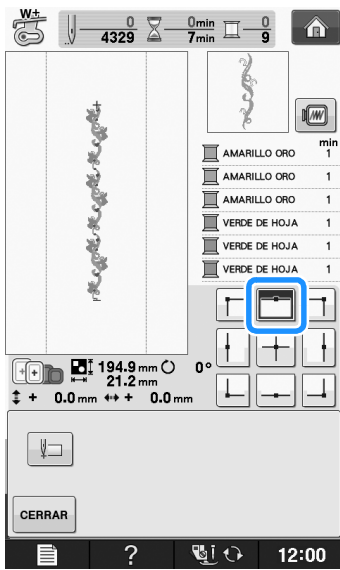 W+
0
4329
0min
7min
0
9
min
AMARILLO ORO 1
AMARILLO ORO 1
AMARILLO ORO 1
VERDE DE HOJA 1
VERDE DE HOJA 1
VERDE DE HOJA 1
194.9 mm 0°
21.2 mm
+ 0.0 mm + 0.0 mm
CERRAR
? 12:00